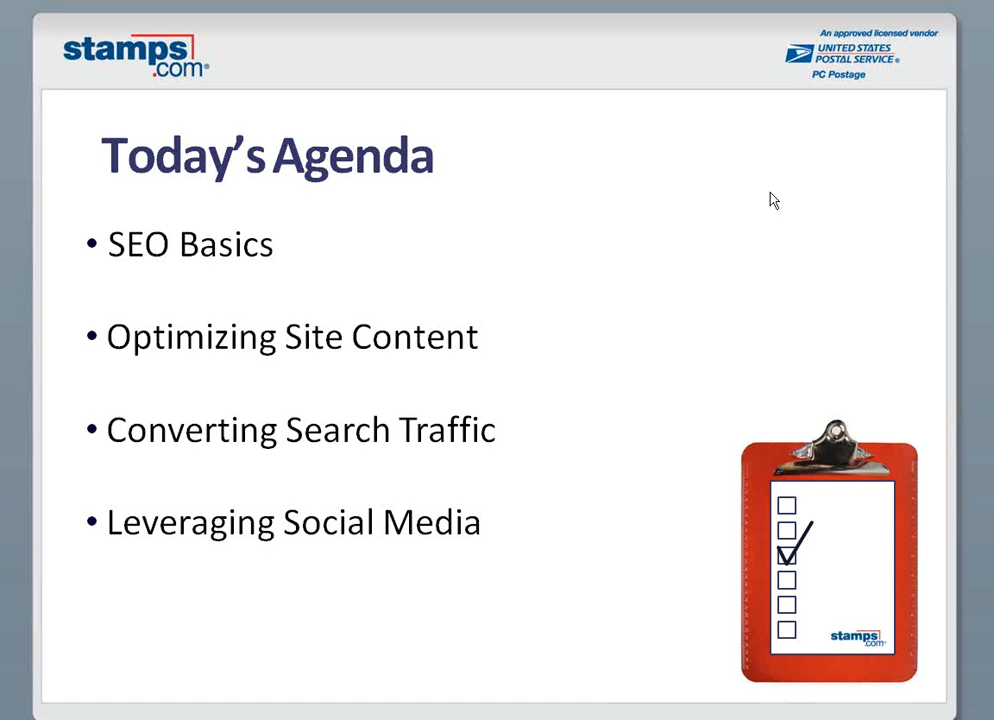 stamps
.com®
An approved licensed vendor
UNITED STATES
POSTAL SERVICE®
PC Postage
Today's Agenda
• SEO Basics
• Optimizing Site Content
• Converting Search Traffic
• Leveraging Social Media
stamps
.com